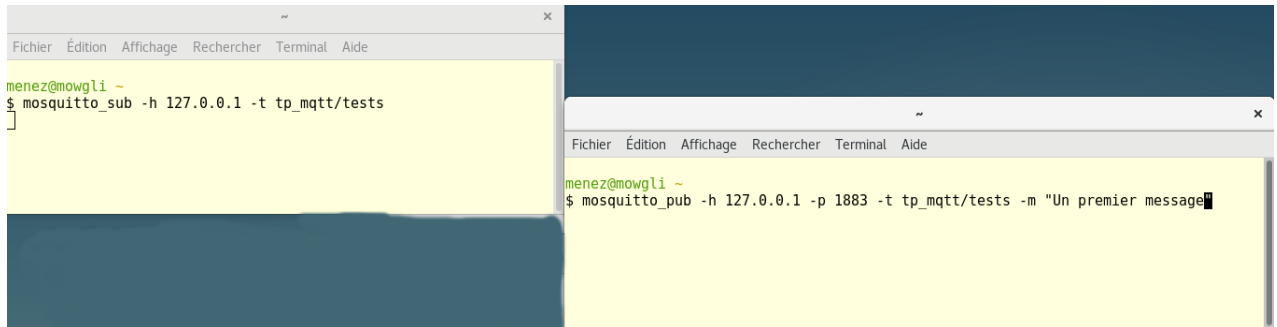 ~ ×
Fichier Édition Affichage Rechercher Terminal Aide
menez@mowgli ~
$ mosquitto_sub -h 127.0.0.1 -t tp_mqtt/tests
~ ×
Fichier Édition Affichage Rechercher Terminal Aide
menez@mowgli ~
$ mosquitto_pub -h 127.0.0.1 -p 1883 -t tp_mqtt/tests -m "Un premier message"